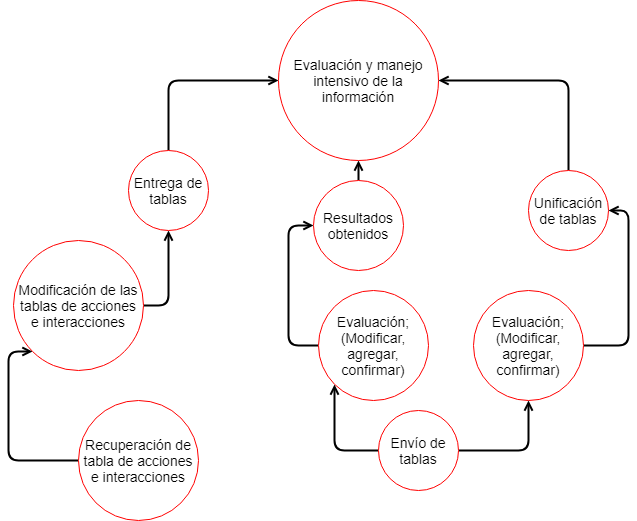 Evaluación y manejo
intensivo de la
información
Entrega de
tablas
Resultados
obtenidos
Unificación
de tablas
Modificación de las
tablas de acciones
e interacciones
Evaluación;
(Modificar,
agregar,
confirmar)
Evaluación;
(Modificar,
agregar,
confirmar)
Recuperación de
tabla de acciones
e interacciones
Envío de
tablas